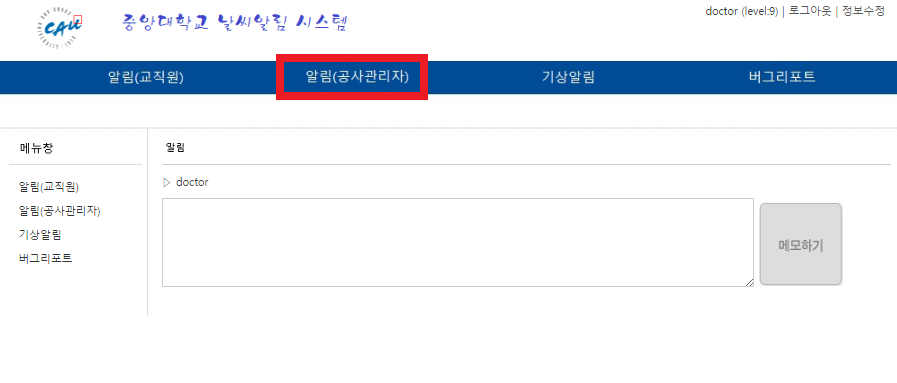 doctor (level:9) | 로그아웃 | 정보수정
CAU
중앙대학교 날씨알림 시스템
알림(교직원) 알림(공사관리자) 기상알림 버그리포트
메뉴창
알림(교직원)
알림(공사관리자)
기상알림
버그리포트
알림
▷ doctor
메모하기